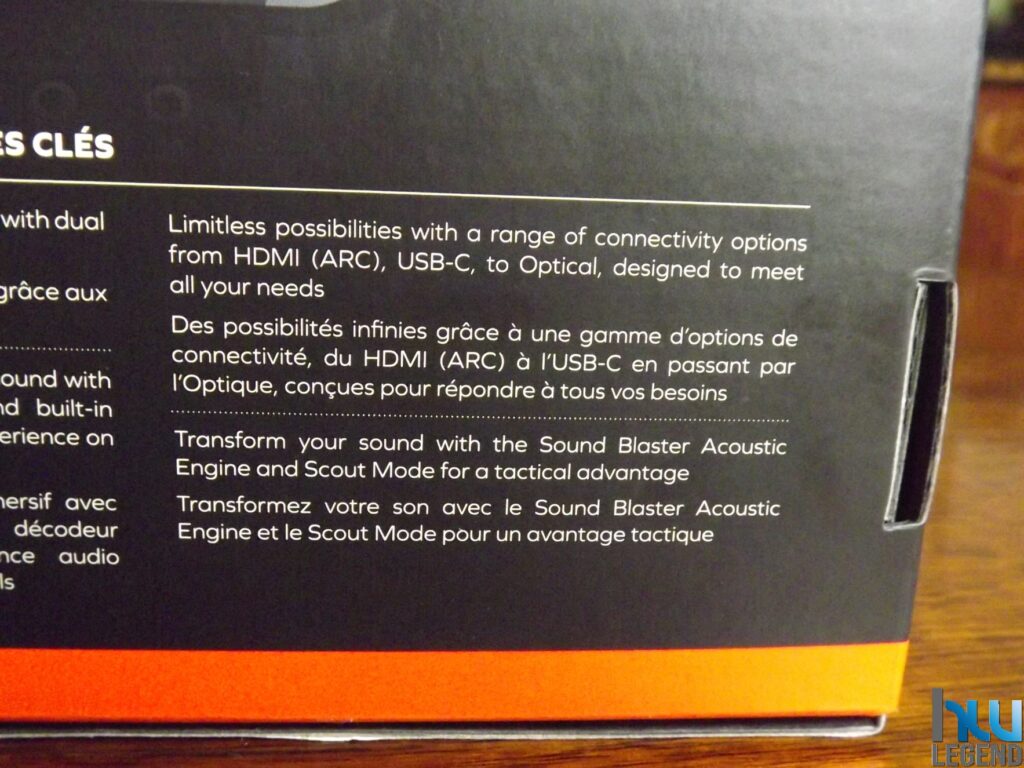 ES CLÉS
with dual
grâce aux
ound with
nd built-in
erience on
mersif avec
décodeur
nce audio
ls
Limitless possibilities with a range of connectivity options
from HDMI (ARC), USB-C, to Optical, designed to meet
all your needs
Des possibilités infinies grâce à une gamme d'options de
connectivité, du HDMI (ARC) à l'USB-C en passant par
l'Optique, conçues pour répondre à tous vos besoins
Transform your sound with the Sound Blaster Acoustic
Engine and Scout Mode for a tactical advantage
Transformez votre son avec le Sound Blaster Acoustic
Engine et le Scout Mode pour un avantage tactique
hw
LEGEND